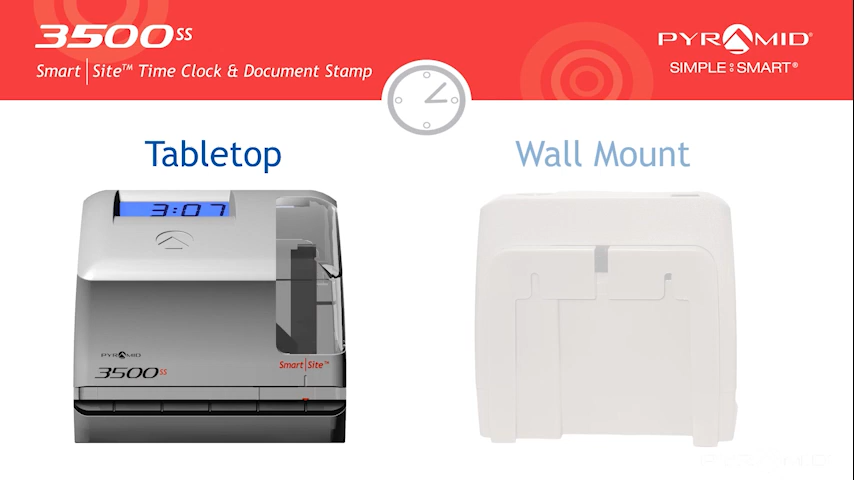 3500SS
Smart|Site™ Time Clock & Document Stamp
PYRAMID®
SIMPLE:SMART®
Tabletop
Wall Mount
3:07
PYRAMID
3500SS
Smart|Site™
PYRAMID